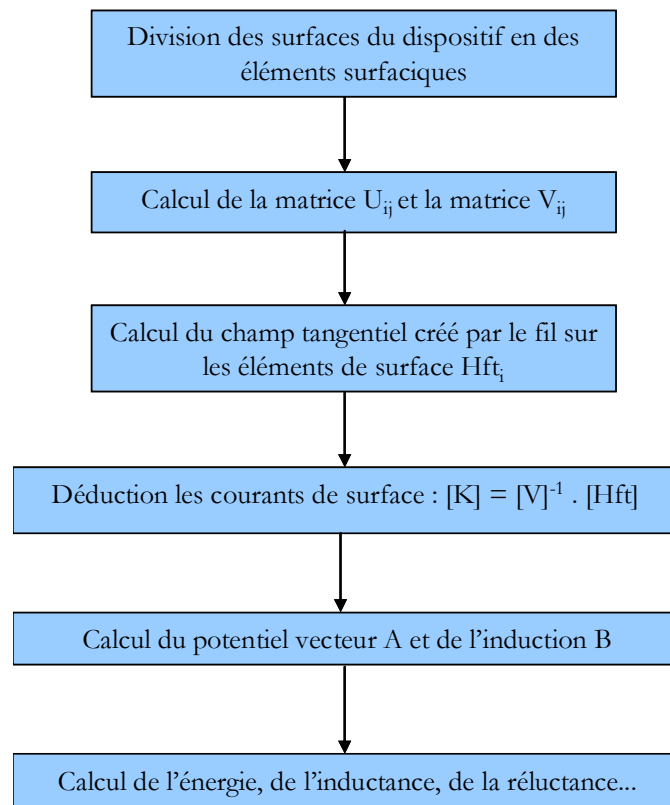 Division des surfaces du dispositif en des
éléments surfaciques
Calcul de la matrice Uij et la matrice Vij
Calcul du champ tangentiel créé par le fil sur
les éléments de surface Hfti
Déduction les courants de surface : [K] = [V]-1 . [Hft]
Calcul du potentiel vecteur A et de l’induction B
Calcul de l’énergie, de l’inductance, de la réluctance...